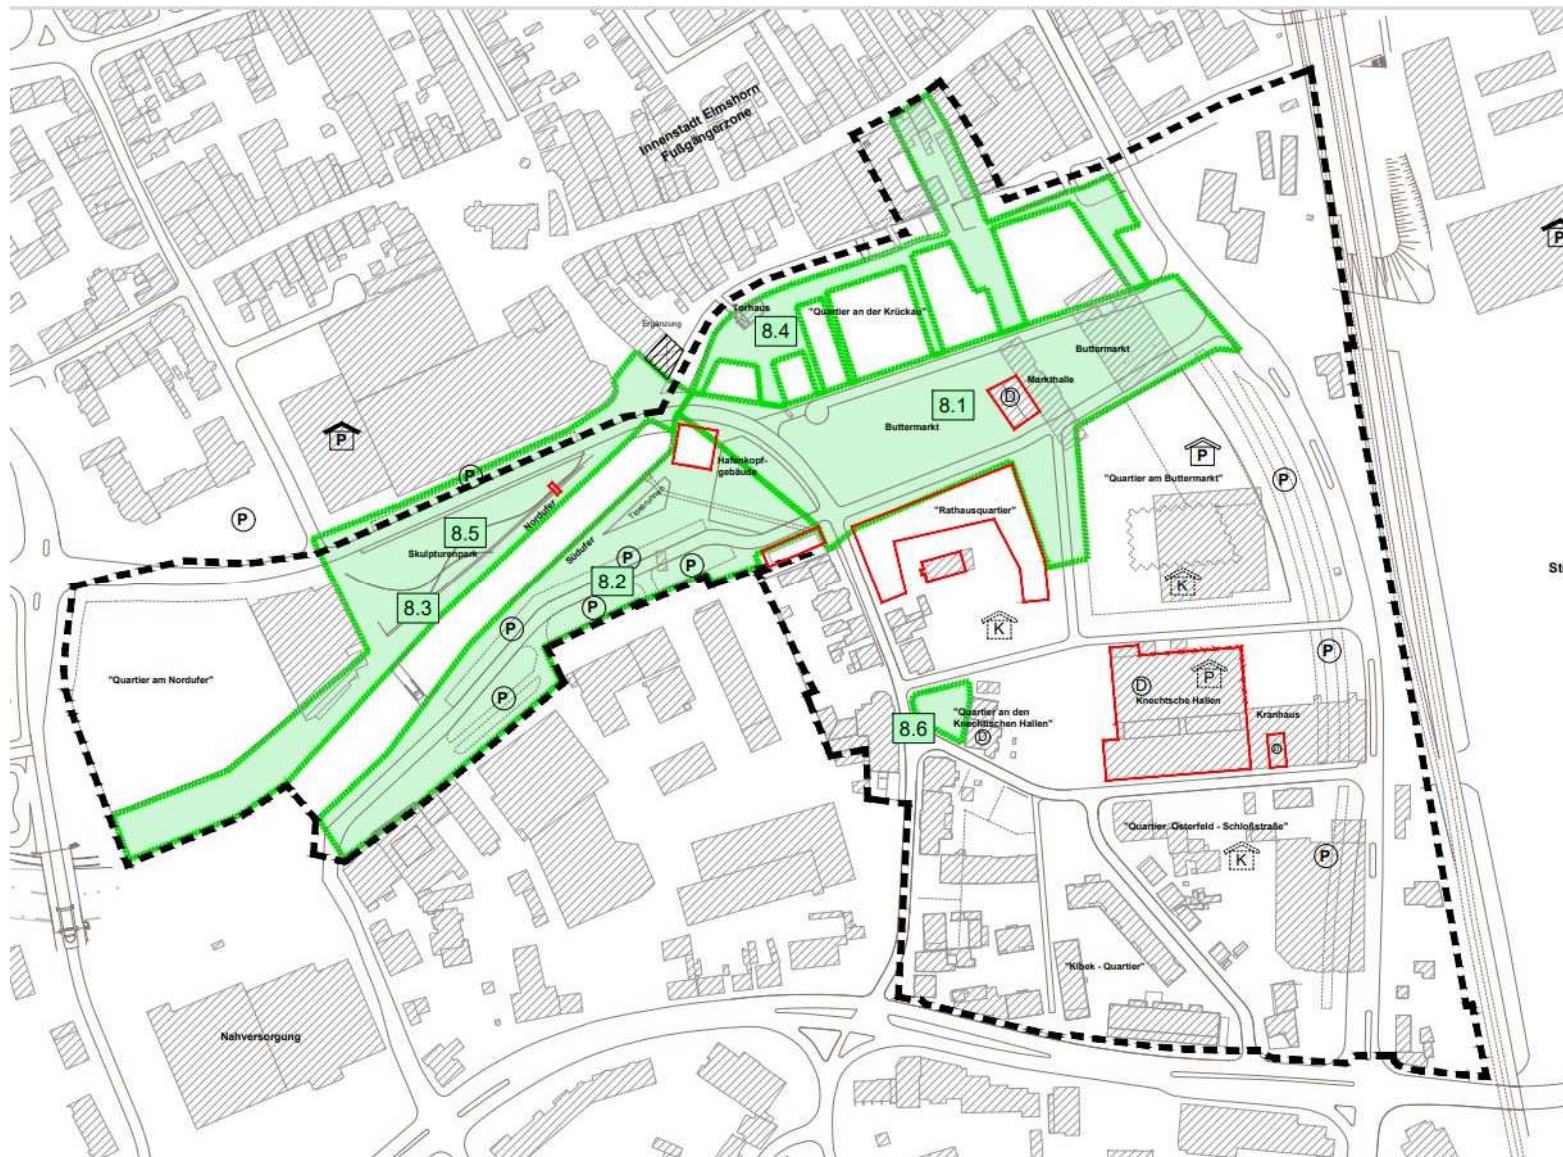 Innenstadt Elmshorn
Fußgängerzone
P
Torhaus
"Quartier an der Krückau"
Ergänzung
8.4
Buttermarkt
Markthalle
D
8.1
Buttermarkt
P
Hafenkopf-
gebäude
P
P
"Quartier am Buttermarkt"
P
P
Nordufer
"Rathausquartier"
P
8.5
Skulpturenpark
Südufer
P
P
St
8.2
K
8.3
P
P
K
P
"Quartier am Nordufer"
P
D
P
Knechtsche Hallen
"Quartier an den
Knechtschen Hallen"
8.6
D
Kranhaus
D
"Quartier Osterfeld - Schloßstraße"
K
P
"Kibek - Quartier"
Nahversorgung